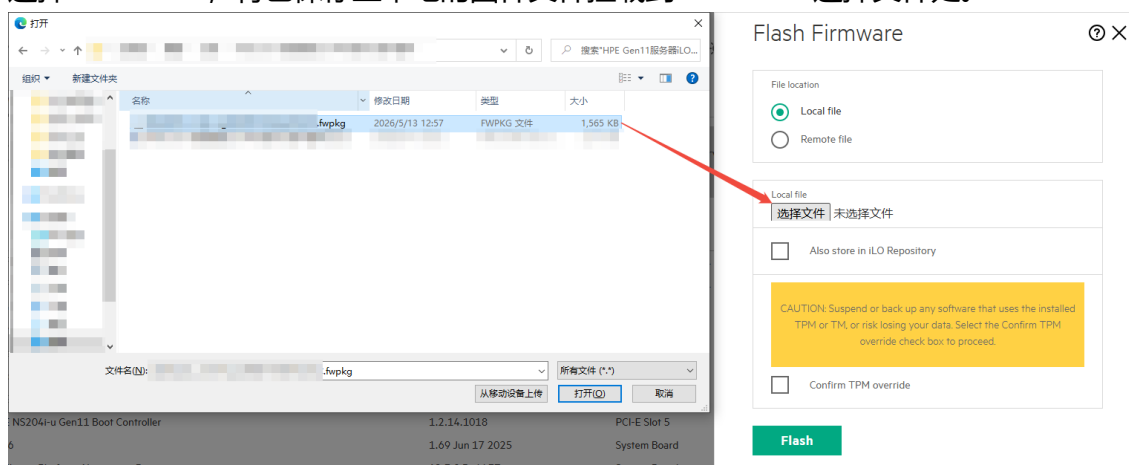 打开
搜索"HPE Gen11服务器iLO...
组织 新建文件夹
名称 修改日期 类型 大小
.fwpkg 2026/5/13 12:57 FWPKG 文件 1,565 KB
文件名(N): .fwpkg 所有文件 (*.*)
从移动设备上传 打开(O) 取消
NS204i-u Gen11 Boot Controller 1.2.14.1018 PCI-E Slot 5
1.69 Jun 17 2025 System Board
Flash Firmware
File location
Local file
Remote file
Local file
选择文件 未选择文件
Also store in iLO Repository
CAUTION: Suspend or back up any software that uses the installed
TPM or TM, or risk losing your data. Select the Confirm TPM
override check box to proceed.
Confirm TPM override
Flash